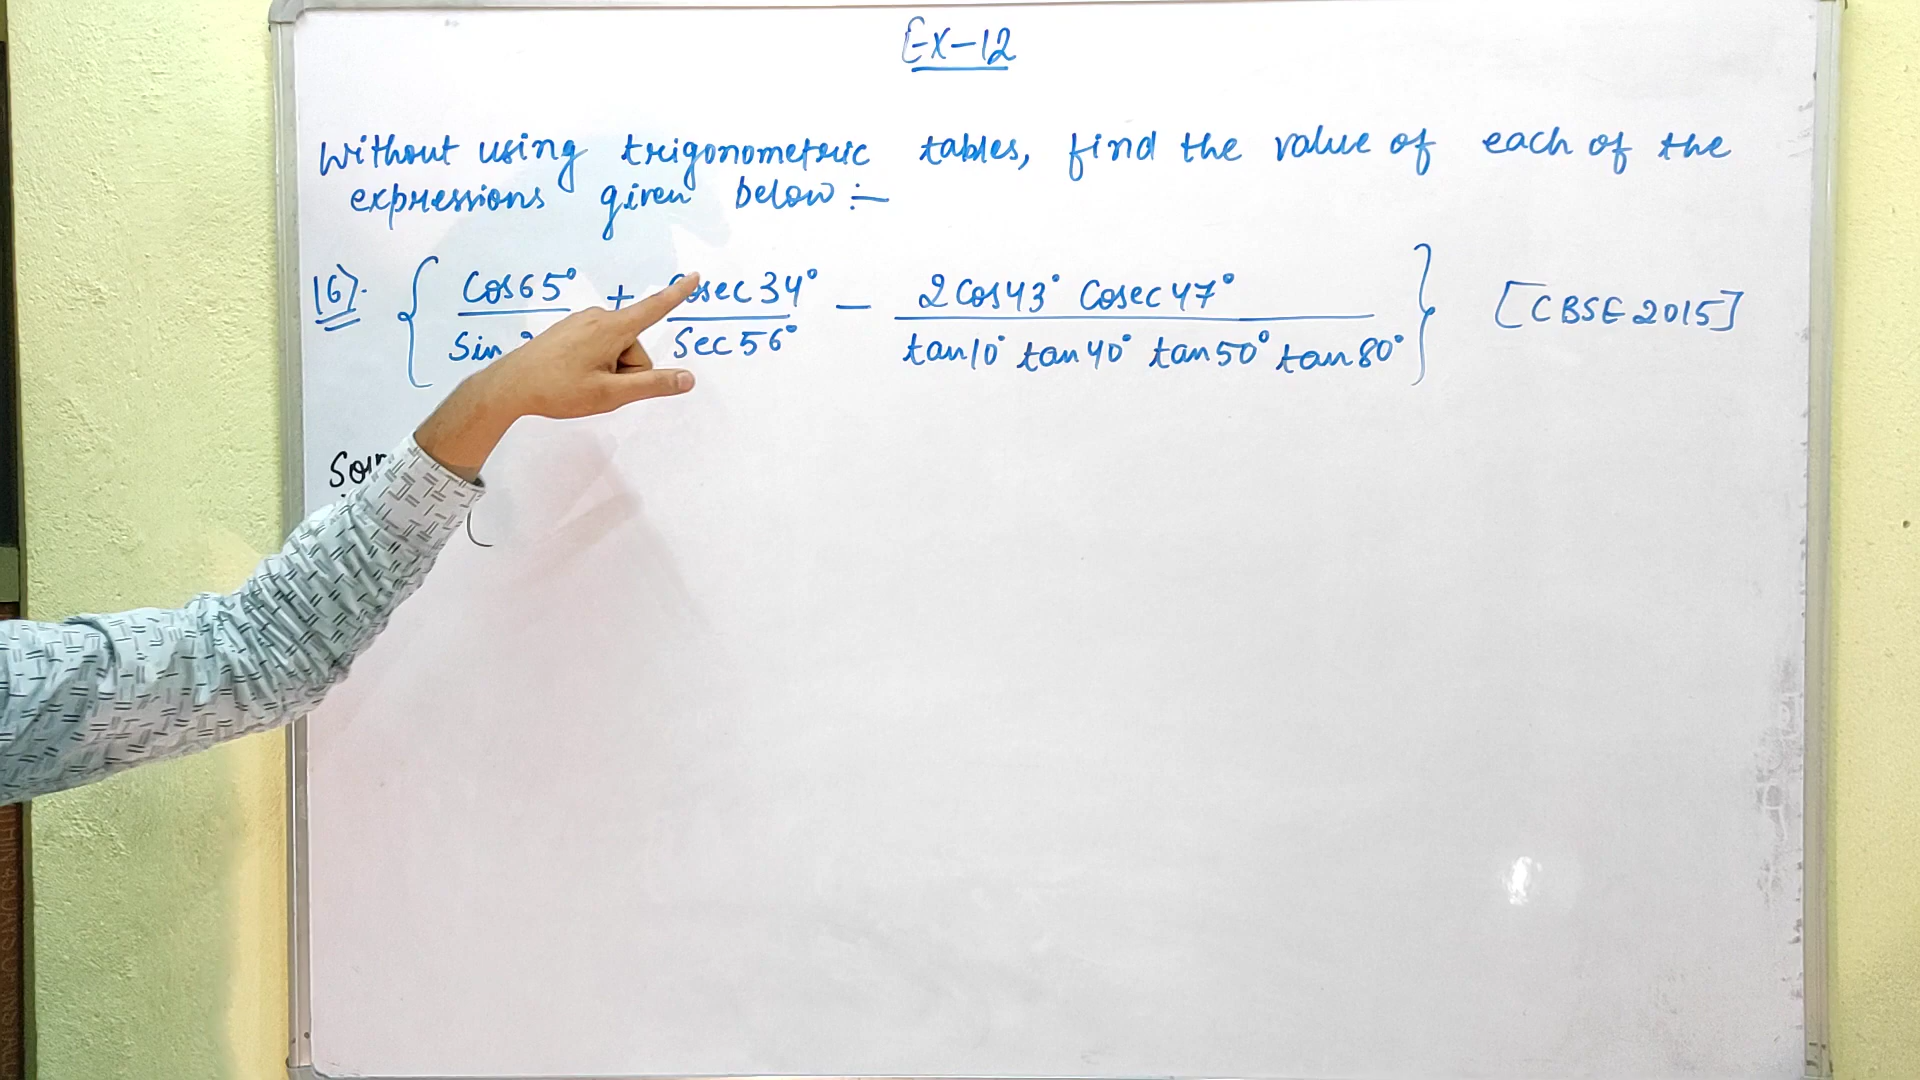 Ex-12
Without using trigonometric tables, find the value of each of the
expressions given below :-
16). { Cos65° + Cosec34° - 2 Cos43° Cosec47° } [CBSE 2015]
Sin Sec56° tan10° tan40° tan50° tan80°